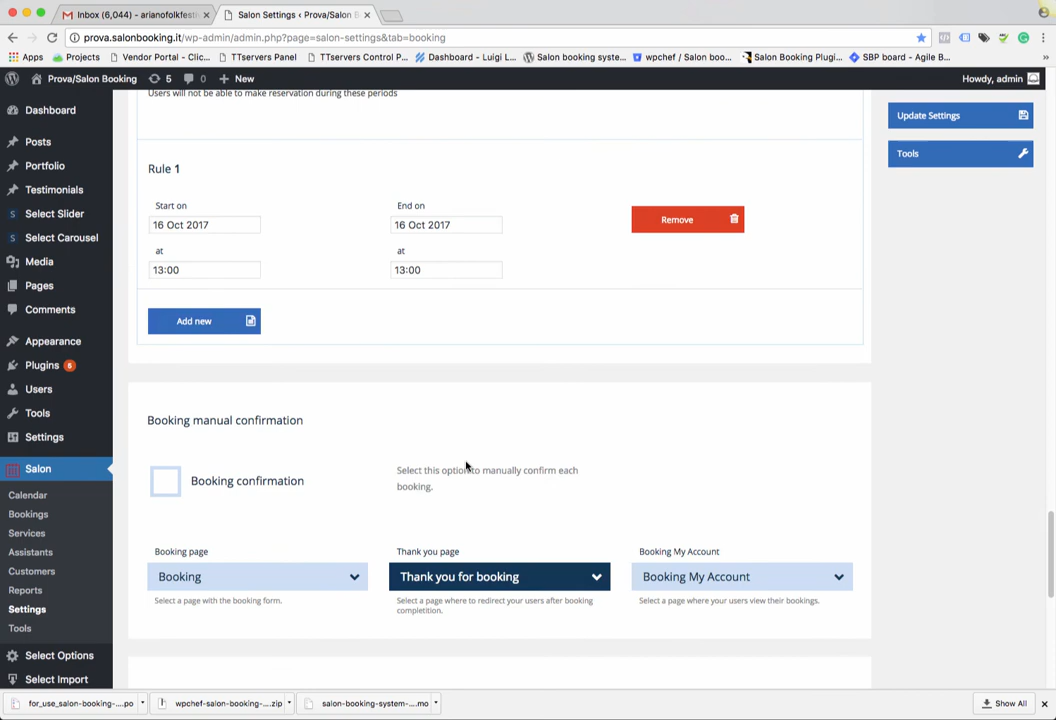 Inbox (6,044) - arianofolkfesti
Salon Settings ‹ Prova/Salon B
prova.salonbooking.it/wp-admin/admin.php?page=salon-settings&tab=booking
Apps
Projects
Vendor Portal - Clic...
TTservers Panel
TTservers Control P...
Dashboard - Luigi L...
Salon booking syste...
wpchef / Salon boo...
Salon Booking Plugi...
SBP board - Agile B...
»
Prova/Salon Booking
5
0
+ New
Howdy, admin
Dashboard
Posts
Portfolio
Testimonials
S Select Slider
S Select Carousel
Media
Pages
Comments
Appearance
Plugins 6
Users
Tools
Settings
Salon
Calendar
Bookings
Services
Assistants
Customers
Reports
Settings
Tools
Select Options
Select Import
Users will not be able to make reservation during these periods
Rule 1
Start on
End on
16 Oct 2017
16 Oct 2017
Remove
at
at
13:00
13:00
Add new
Booking manual confirmation
Booking confirmation
Select this option to manually confirm each
booking.
Booking page
Thank you page
Booking My Account
Booking
Thank you for booking
Booking My Account
Select a page with the booking form.
Select a page where to redirect your users after booking
completition.
Select a page where your users view their bookings.
Update Settings
Tools
for_use_salon-booking-....po
wpchef-salon-booking-....zip
salon-booking-system-....mo
Show All